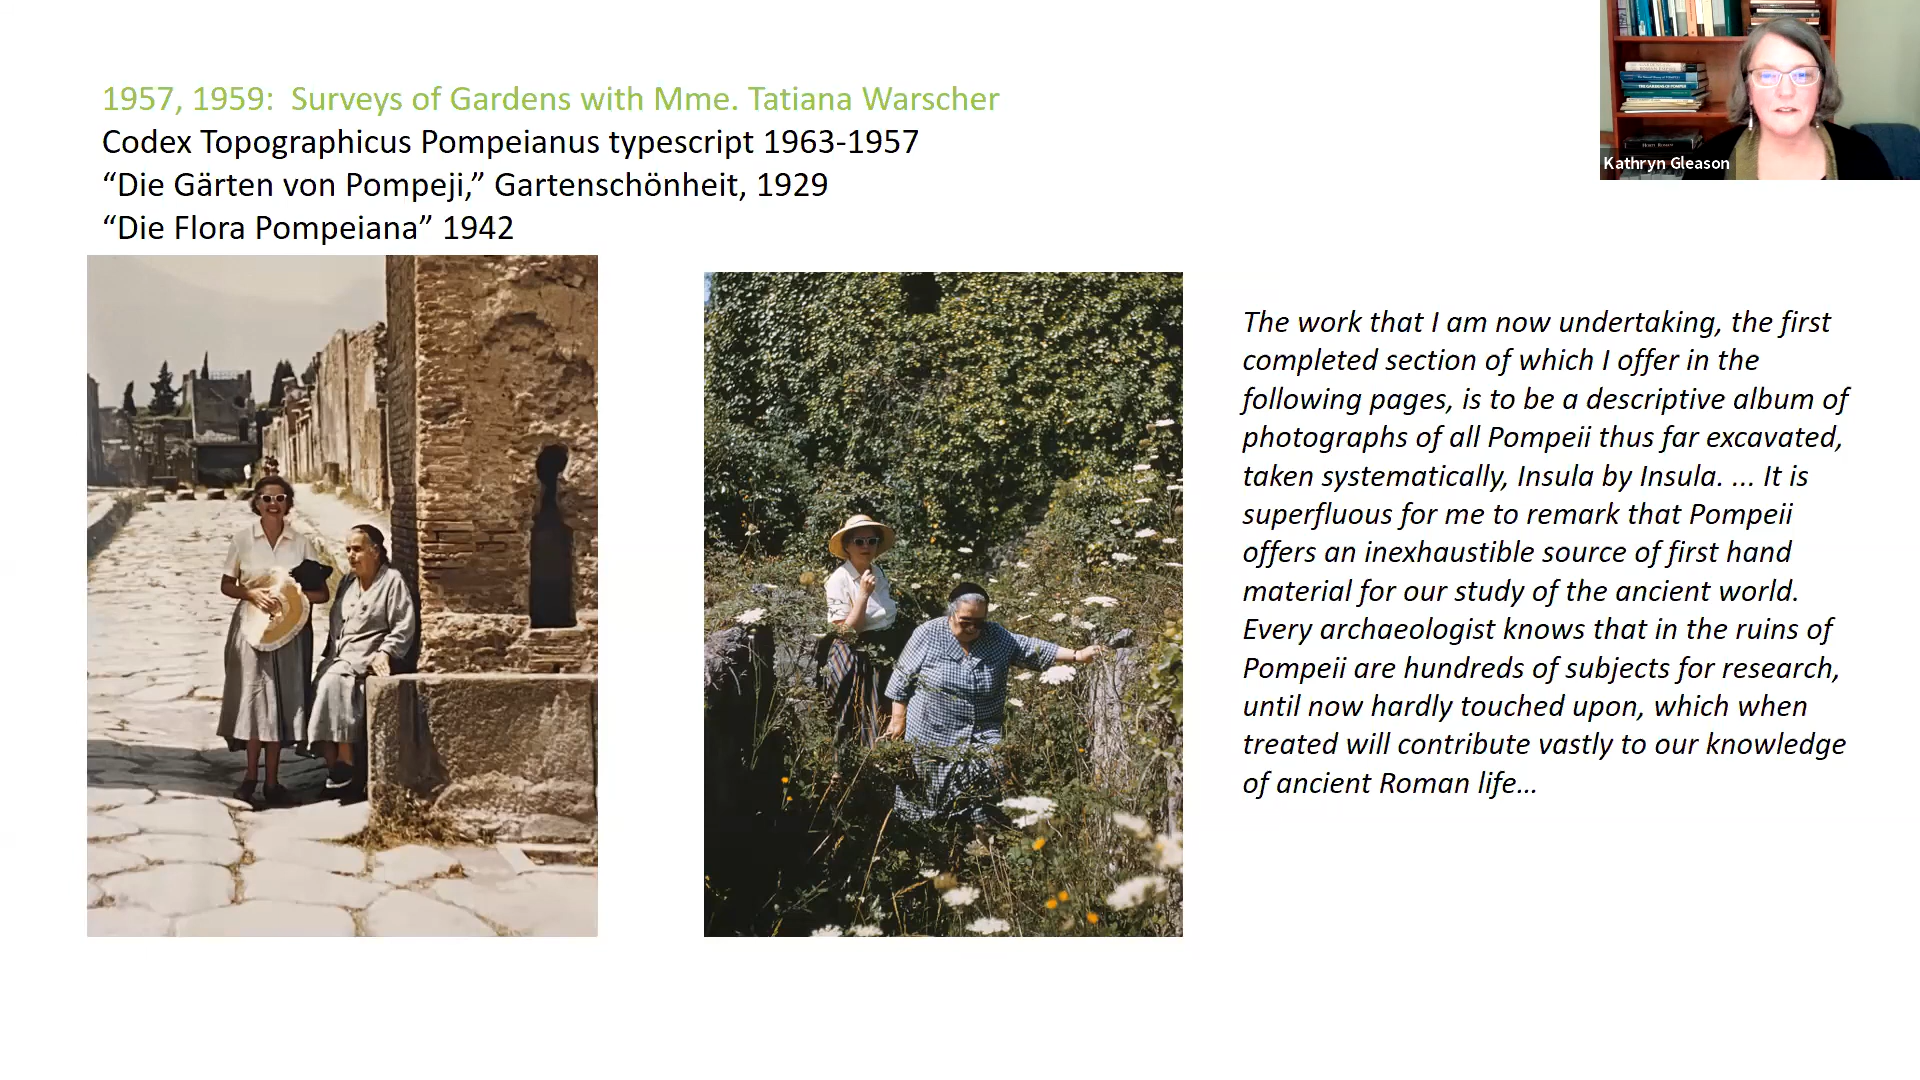 1957, 1959:  Surveys of Gardens with Mme. Tatiana Warscher
Codex Topographicus Pompeianus typescript 1963-1957
“Die Gärten von Pompeji,” Gartenschönheit, 1929
“Die Flora Pompeiana” 1942
The work that I am now undertaking, the first
completed section of which I offer in the
following pages, is to be a descriptive album of
photographs of all Pompeii thus far excavated,
taken systematically, Insula by Insula. ... It is
superfluous for me to remark that Pompeii
offers an inexhaustible source of first hand
material for our study of the ancient world.
Every archaeologist knows that in the ruins of
Pompeii are hundreds of subjects for research,
until now hardly touched upon, which when
treated will contribute vastly to our knowledge
of ancient Roman life…
Kathryn Gleason